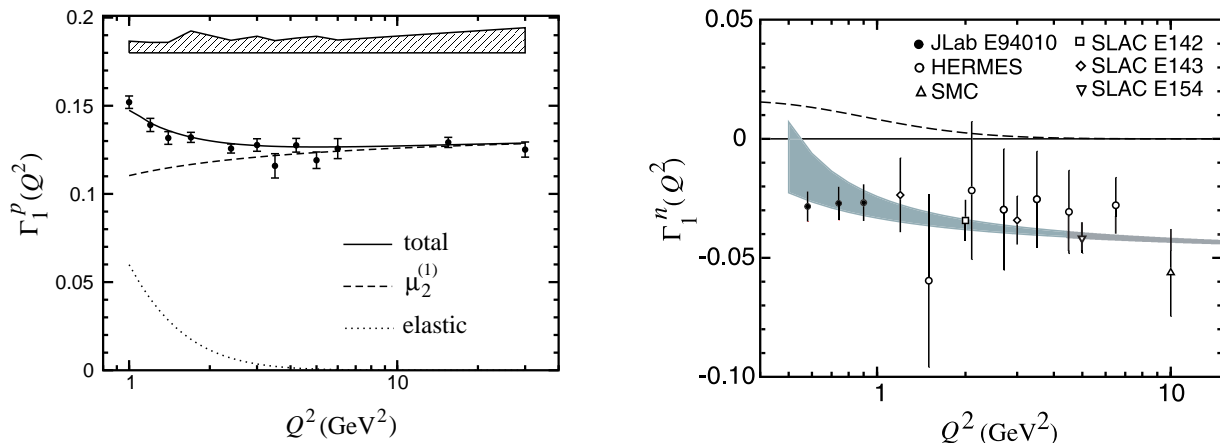 0.2
0.15
0.1
0.05
0
Γ₁ᵖ(Q²)
total
μ₂⁽¹⁾
elastic
1
10
Q² (GeV²)
0.05
0
-0.05
-0.10
Γ₁ⁿ(Q²)
JLab E94010
HERMES
SMC
SLAC E142
SLAC E143
SLAC E154
1
10
Q² (GeV²)